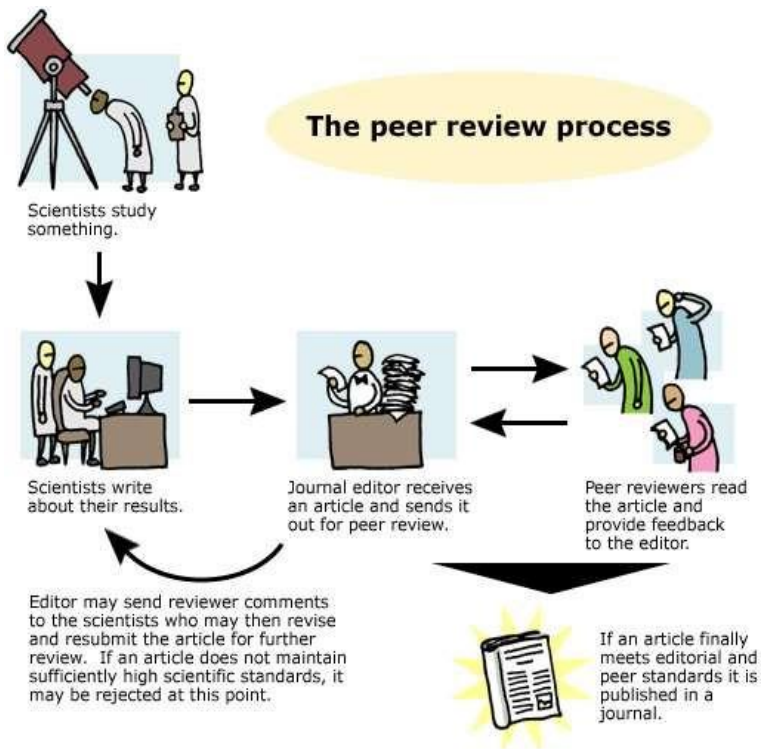 The peer review process
Scientists study
something.
Scientists write
about their results.
Journal editor receives
an article and sends it
out for peer review.
Peer reviewers read
the article and
provide feedback
to the editor.
Editor may send reviewer comments
to the scientists who may then revise
and resubmit the article for further
review.  If an article does not maintain
sufficiently high scientific standards, it
may be rejected at this point.
If an article finally
meets editorial and
peer standards it is
published in a
journal.